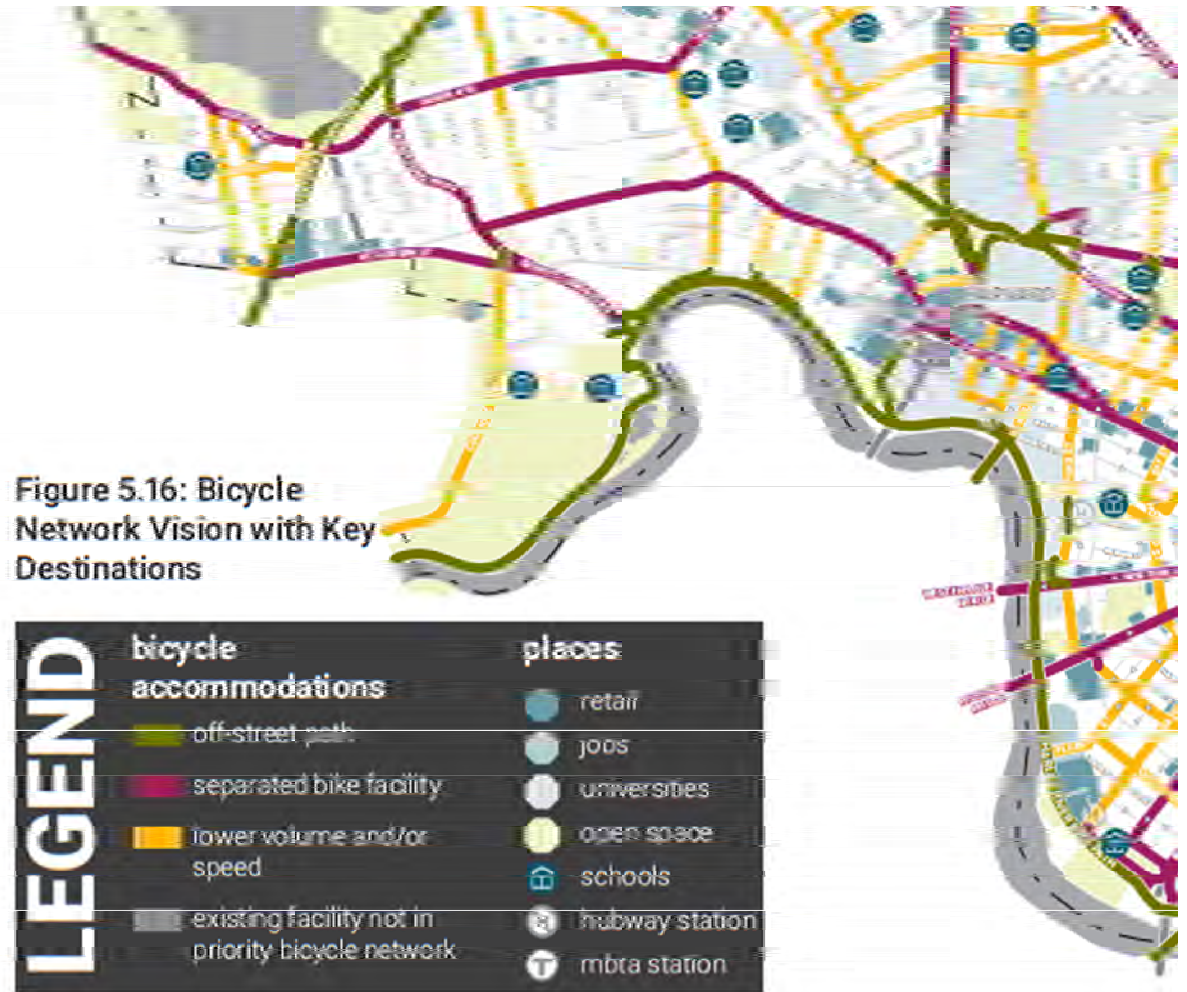 Figure 5.16: Bicycle
Network Vision with Key
Destinations
LEGEND
bicycle
accommodations
off-street path
separated bike facility
lower volume and/or
speed
existing facility not in
priority bicycle network
places
retail
jobs
universities
open space
schools
hubway station
T
mbta station